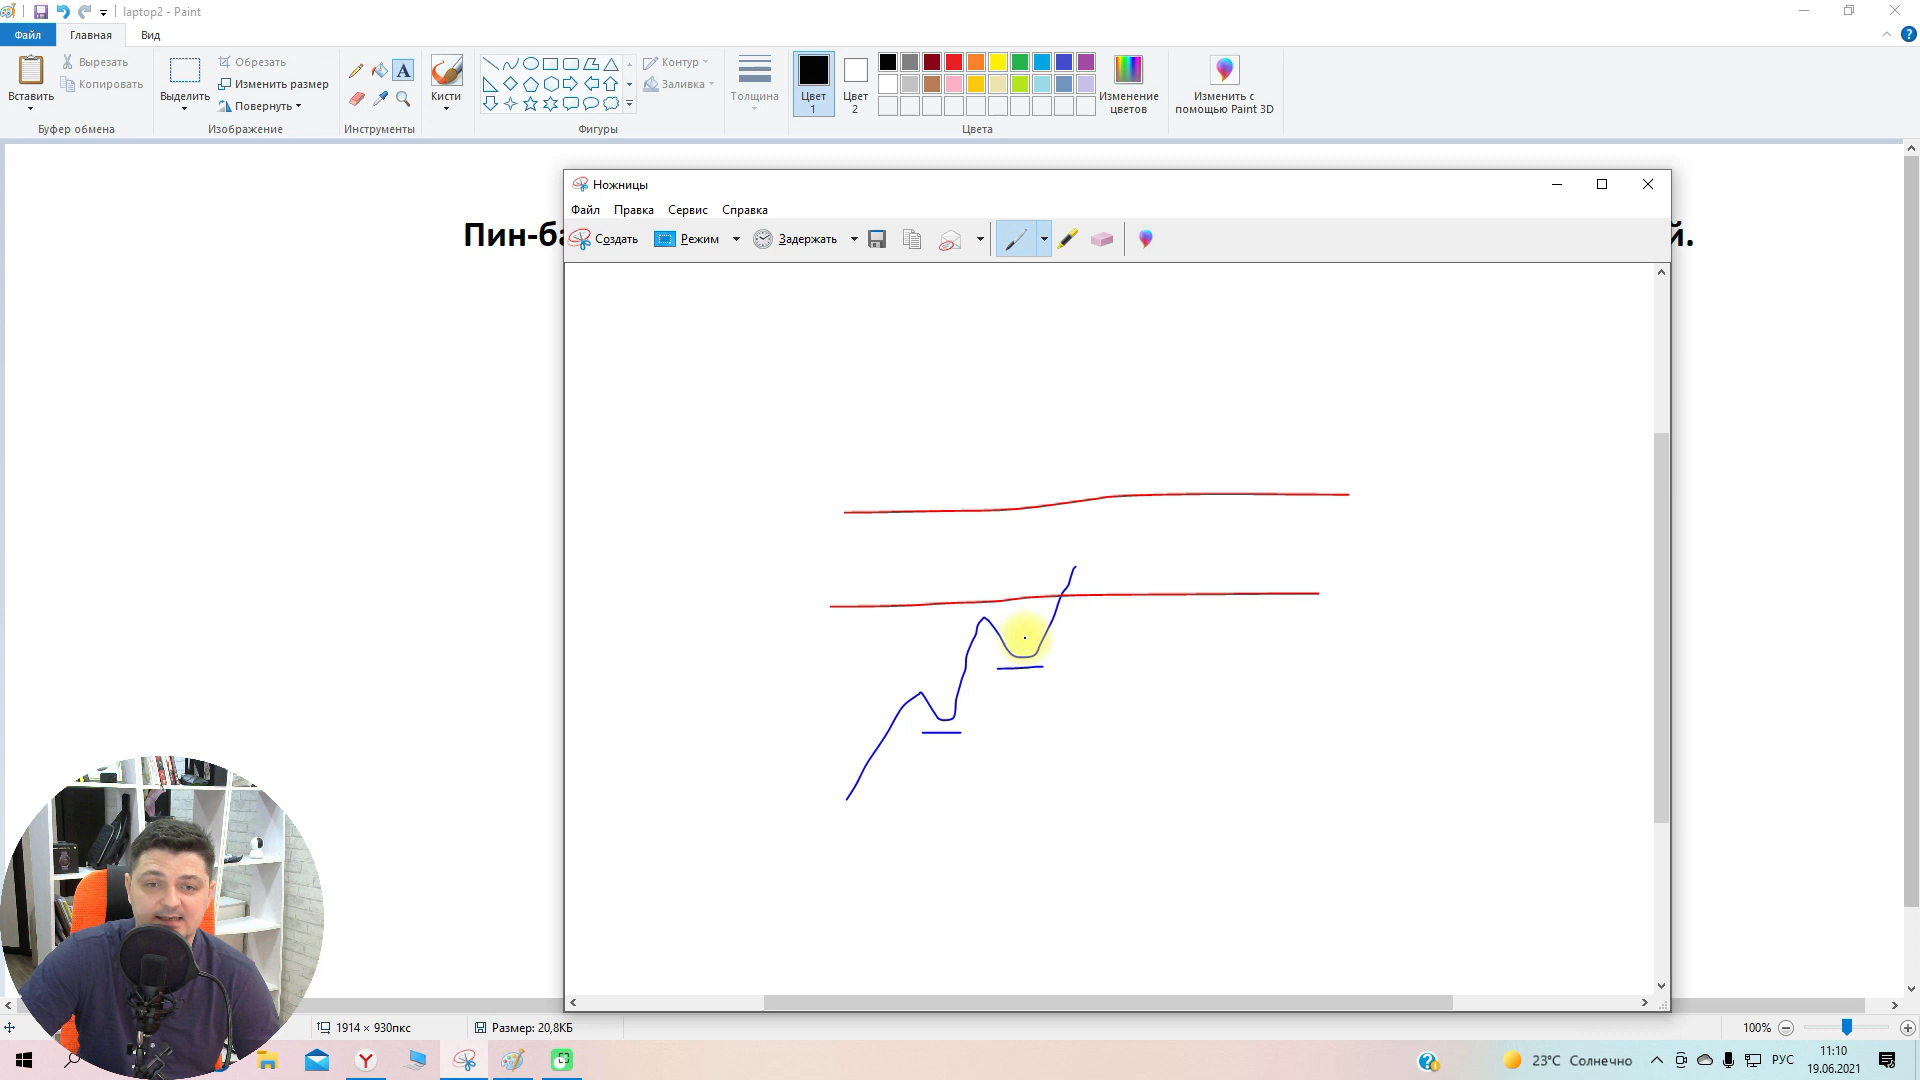 laptop2 - Paint
Файл
Главная
Вид
Вставить
Вырезать
Копировать
Буфер обмена
Выделить
Обрезать
Изменить размер
Повернуть
Изображение
A
Инструменты
Кисти
Фигуры
Контур
Заливка
Толщина
Цвет
1
Цвет
2
Цвета
Изменение
цветов
Изменить с
помощью Paint 3D
Пин-ба
й.
Ножницы
Файл
Правка
Сервис
Справка
Создать
Режим
Задержать
1914 × 930пкс
Размер: 20,8КБ
100%
23°C Солнечно
РУС
11:10
19.06.2021